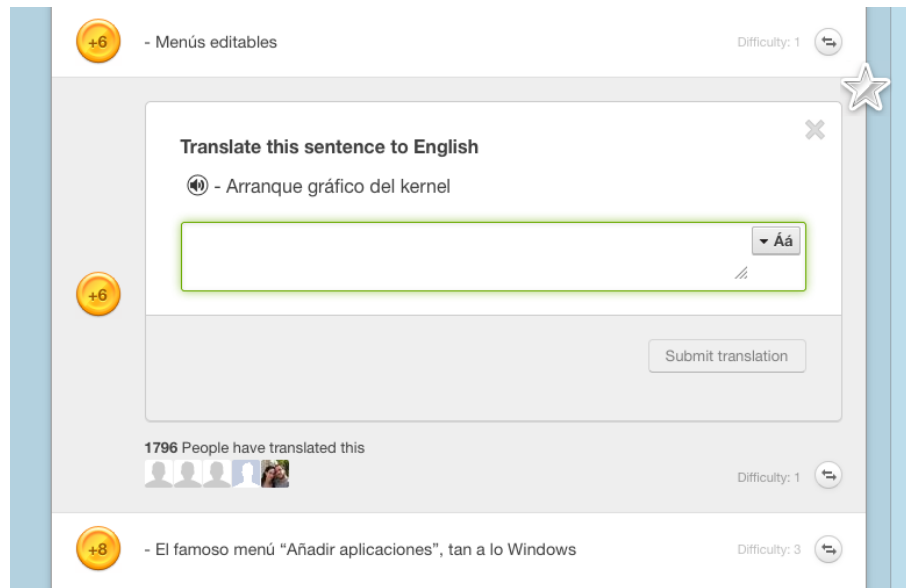 +6
- Menús editables
Difficulty: 1
Translate this sentence to English
- Arranque gráfico del kernel
Áá
+6
Submit translation
1796 People have translated this
Difficulty: 1
+8
- El famoso menú “Añadir aplicaciones”, tan a lo Windows
Difficulty: 3